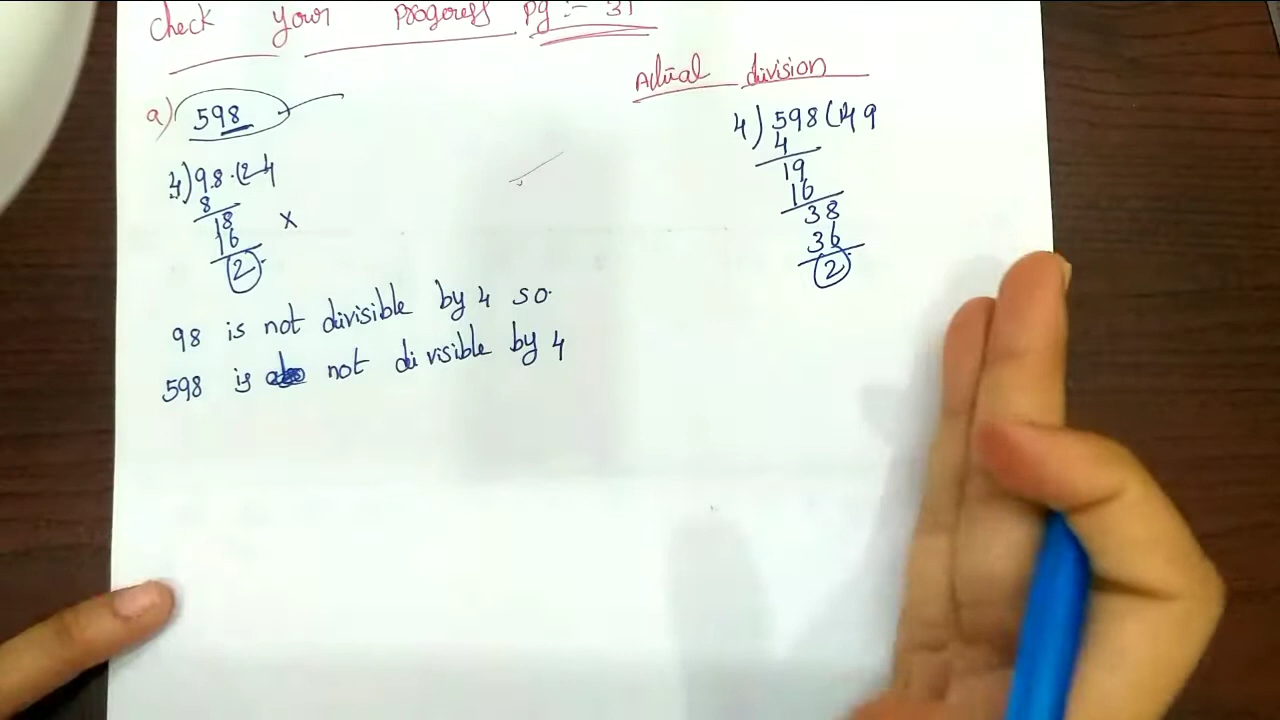 check your progress pg :- 31
a) 598
4)98(24
8
18
16 x
2
98 is not divisible by 4 so
598 is not divisible by 4
Actual division
4)598(149
4
19
16
38
36
2